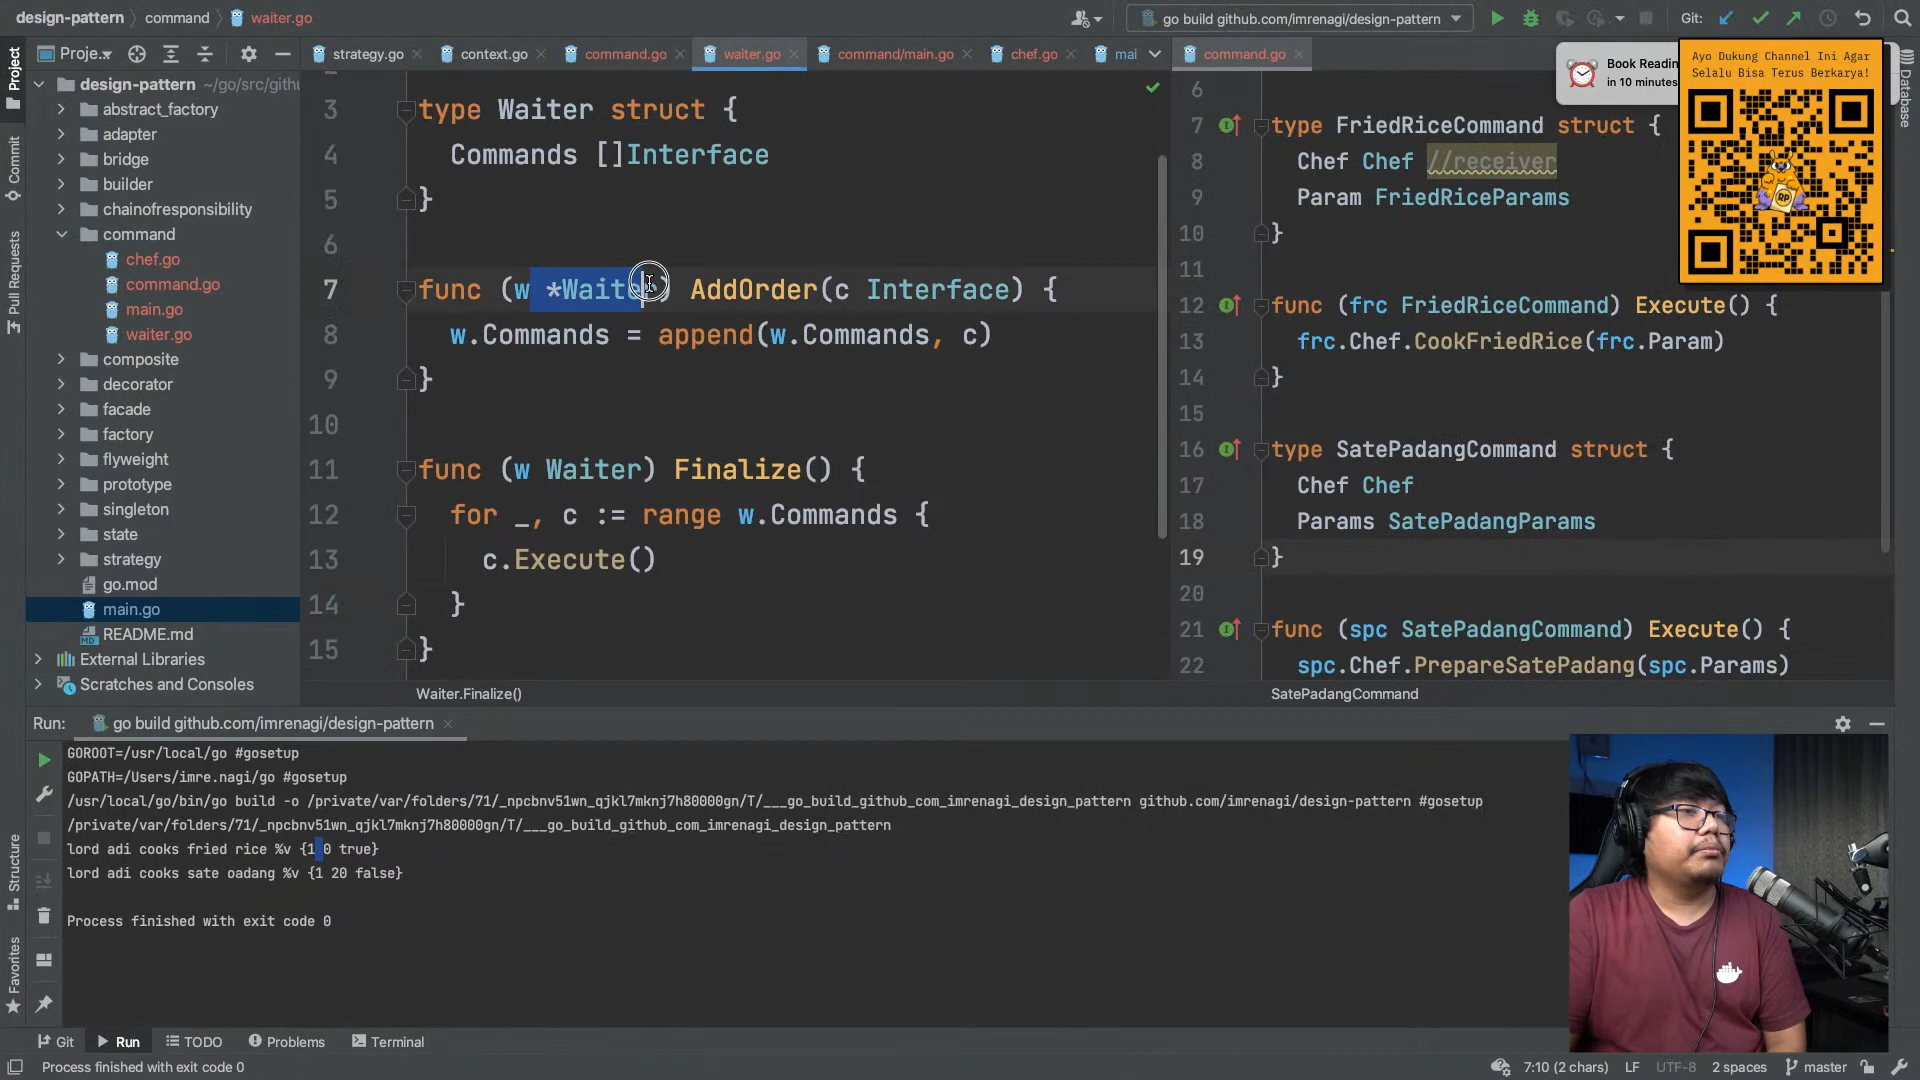 design-pattern command waiter.go
go build github.com/imrenagi/design-pattern
Git:
Proje..
strategy.go
context.go
command.go
waiter.go
command/main.go
chef.go
mai
command.go
Book Readin
in 10 minutes
Ayo Dukung Channel Ini Agar
Selalu Bisa Terus Berkarya!
RP
Project
Commit
Pull Requests
Structure
Favorites
Database
design-pattern ~/go/src/gith
abstract_factory
adapter
bridge
builder
chainofresponsibility
command
chef.go
command.go
main.go
waiter.go
composite
decorator
facade
factory
flyweight
prototype
singleton
state
strategy
go.mod
main.go
README.md
External Libraries
Scratches and Consoles
3 type Waiter struct {
4 Commands []Interface
5 }
6
7 func (w *Waiter) AddOrder(c Interface) {
8 w.Commands = append(w.Commands, c)
9 }
10
11 func (w Waiter) Finalize() {
12 for _, c := range w.Commands {
13 c.Execute()
14 }
15 }
Waiter.Finalize()
6
7 type FriedRiceCommand struct {
8 Chef Chef //receiver
9 Param FriedRiceParams
10 }
11
12 func (frc FriedRiceCommand) Execute() {
13 frc.Chef.CookFriedRice(frc.Param)
14 }
15
16 type SatePadangCommand struct {
17 Chef Chef
18 Params SatePadangParams
19 }
20
21 func (spc SatePadangCommand) Execute() {
22 spc.Chef.PrepareSatePadang(spc.Params)
SatePadangCommand
Run: go build github.com/imrenagi/design-pattern
GOROOT=/usr/local/go #gosetup
GOPATH=/Users/imre.nagi/go #gosetup
/usr/local/go/bin/go build -o /private/var/folders/71/_npcbnv51wn_qjkl7mknj7h80000gn/T/___go_build_github_com_imrenagi_design_pattern github.com/imrenagi/design-pattern #gosetup
/private/var/folders/71/_npcbnv51wn_qjkl7mknj7h80000gn/T/___go_build_github_com_imrenagi_design_pattern
lord adi cooks fried rice %v {1 0 true}
lord adi cooks sate oadang %v {1 20 false}
Process finished with exit code 0
Git
Run
TODO
Problems
Terminal
Process finished with exit code 0
7:10 (2 chars) LF UTF-8 2 spaces master